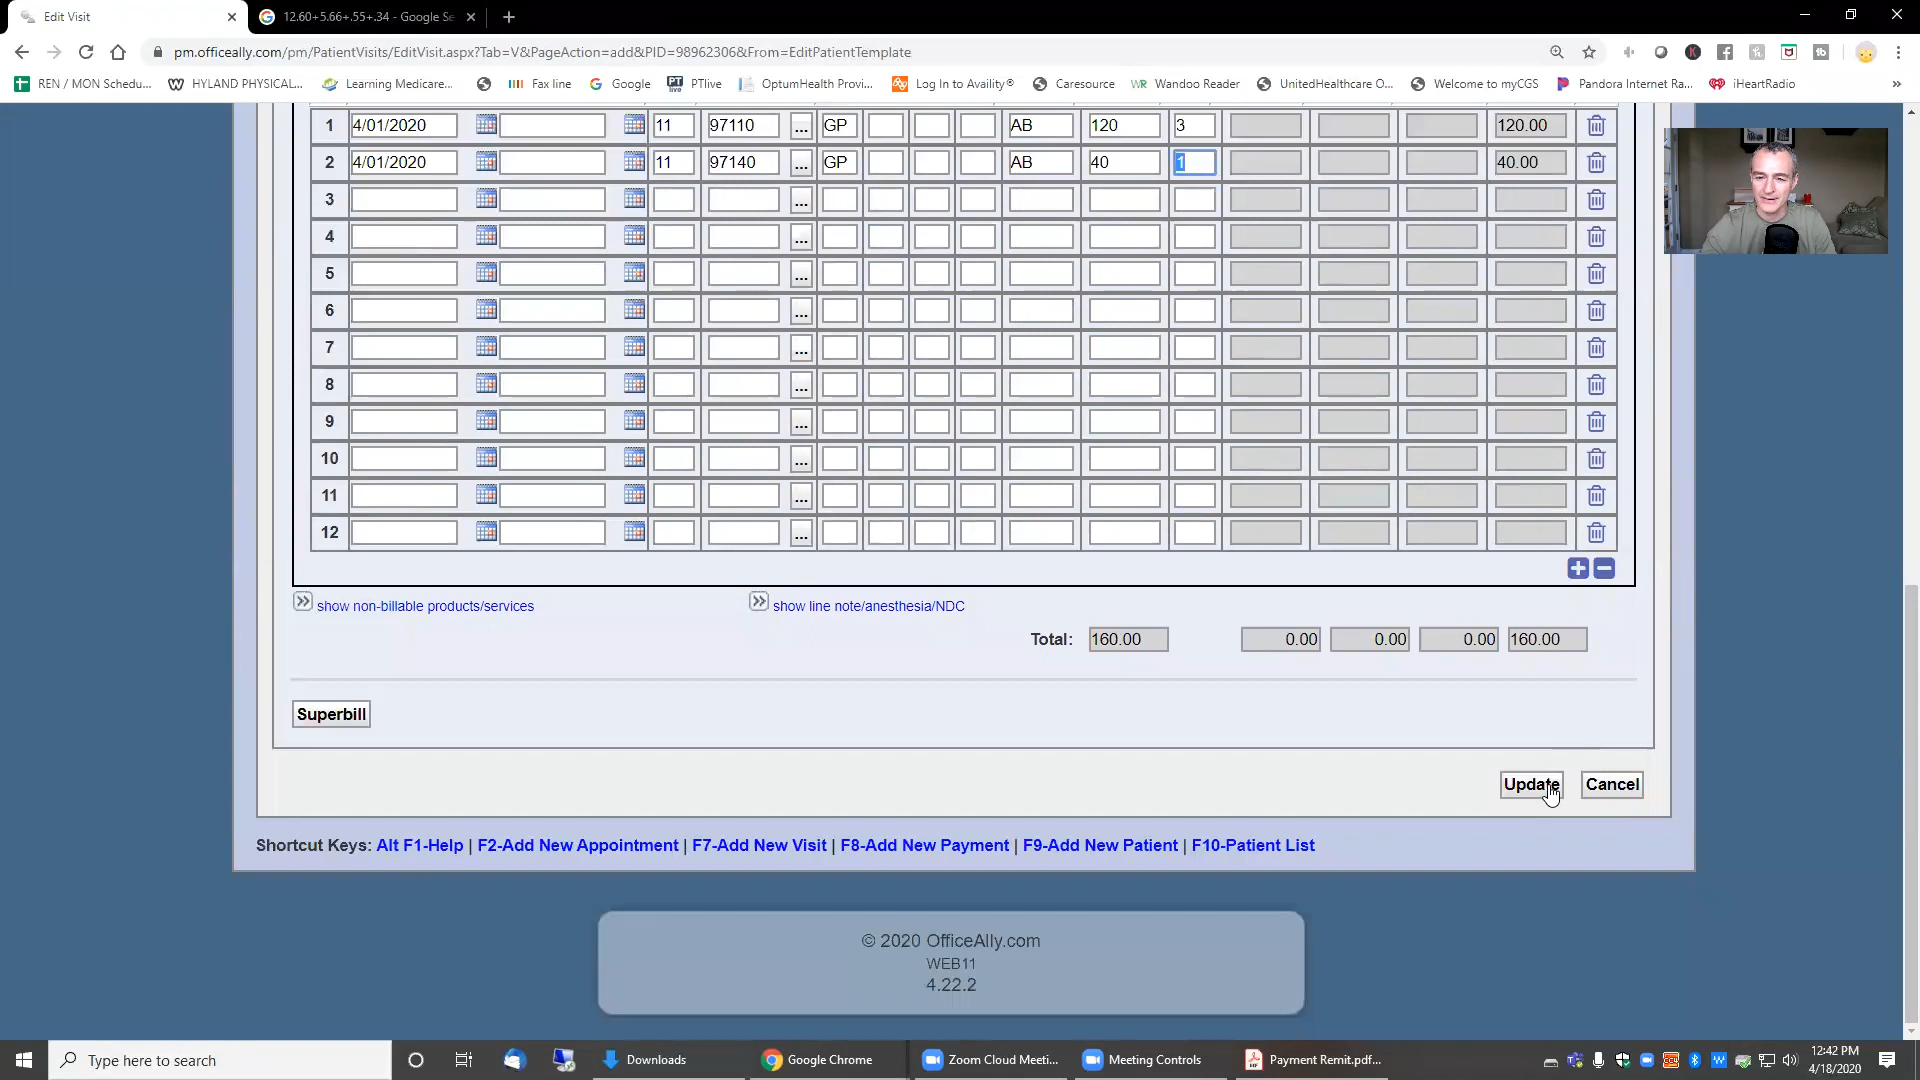 Edit Visit
12.60+5.66+.55+.34 - Google Se
pm.officeally.com/pm/PatientVisits/EditVisit.aspx?Tab=V&PageAction=add&PID=98962306&From=EditPatientTemplate
REN / MON Schedu... HYLAND PHYSICAL... Learning Medicare... Fax line Google PTlive OptumHealth Provi... Log In to Availity® Caresource Wandoo Reader UnitedHealthcare O... Welcome to myCGS Pandora Internet Ra... iHeartRadio »
1 4/01/2020 11 97110 ... GP AB 120 3 120.00
2 4/01/2020 11 97140 ... GP AB 40 1 40.00
3 ...
4 ...
5 ...
6 ...
7 ...
8 ...
9 ...
10 ...
11 ...
12 ...
show non-billable products/services show line note/anesthesia/NDC
Total: 160.00 0.00 0.00 0.00 160.00
Superbill
Update Cancel
Shortcut Keys: Alt F1-Help | F2-Add New Appointment | F7-Add New Visit | F8-Add New Payment | F9-Add New Patient | F10-Patient List
© 2020 OfficeAlly.com
WEB11
4.22.2
Type here to search Downloads Google Chrome Zoom Cloud Meeti... Meeting Controls Payment Remit.pdf... 12:42 PM
4/18/2020